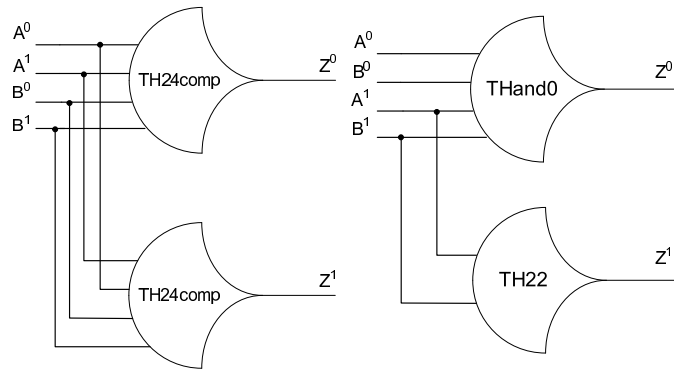 A⁰
A¹
B⁰
B¹
TH24comp
Z⁰
TH24comp
Z¹
A⁰
B⁰
A¹
B¹
THand0
Z⁰
TH22
Z¹